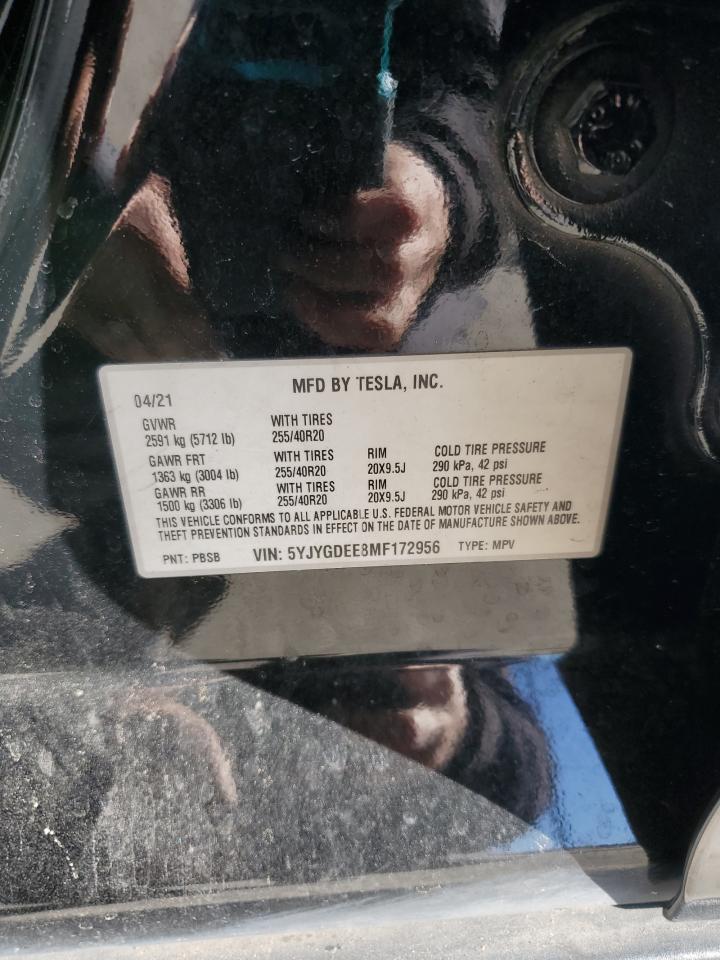 MFD BY TESLA, INC.
04/21
GVWR WITH TIRES
2591 kg (5712 lb) 255/40R20
GAWR FRT WITH TIRES RIM COLD TIRE PRESSURE
1363 kg (3004 lb) 255/40R20 20X9.5J 290 kPa, 42 psi
GAWR RR WITH TIRES RIM COLD TIRE PRESSURE
1500 kg (3306 lb) 255/40R20 20X9.5J 290 kPa, 42 psi
THIS VEHICLE CONFORMS TO ALL APPLICABLE U.S. FEDERAL MOTOR VEHICLE SAFETY AND
THEFT PREVENTION STANDARDS IN EFFECT ON THE DATE OF MANUFACTURE SHOWN ABOVE.
PNT: PBSB VIN: 5YJYGDEE8MF172956 TYPE: MPV